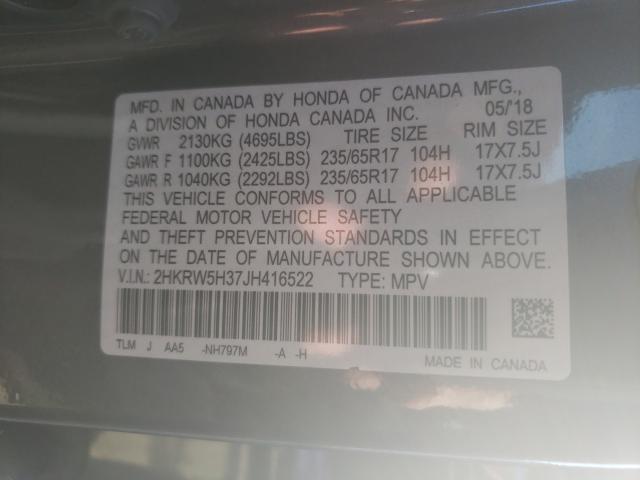 MFD. IN CANADA BY HONDA OF CANADA MFG.,
A DIVISION OF HONDA CANADA INC. 05/'18
GVWR 2130KG (4695LBS) TIRE SIZE RIM SIZE
GAWR F 1100KG (2425LBS) 235/65R17 104H 17X7.5J
GAWR R 1040KG (2292LBS) 235/65R17 104H 17X7.5J
THIS VEHICLE CONFORMS TO ALL APPLICABLE
FEDERAL MOTOR VEHICLE SAFETY
AND THEFT PREVENTION STANDARDS IN EFFECT
ON THE DATE OF MANUFACTURE SHOWN ABOVE.
V.I.N.: 2HKRW5H37JH416522 TYPE: MPV
TLM J AA5 -NH797M -A -H
MADE IN CANADA